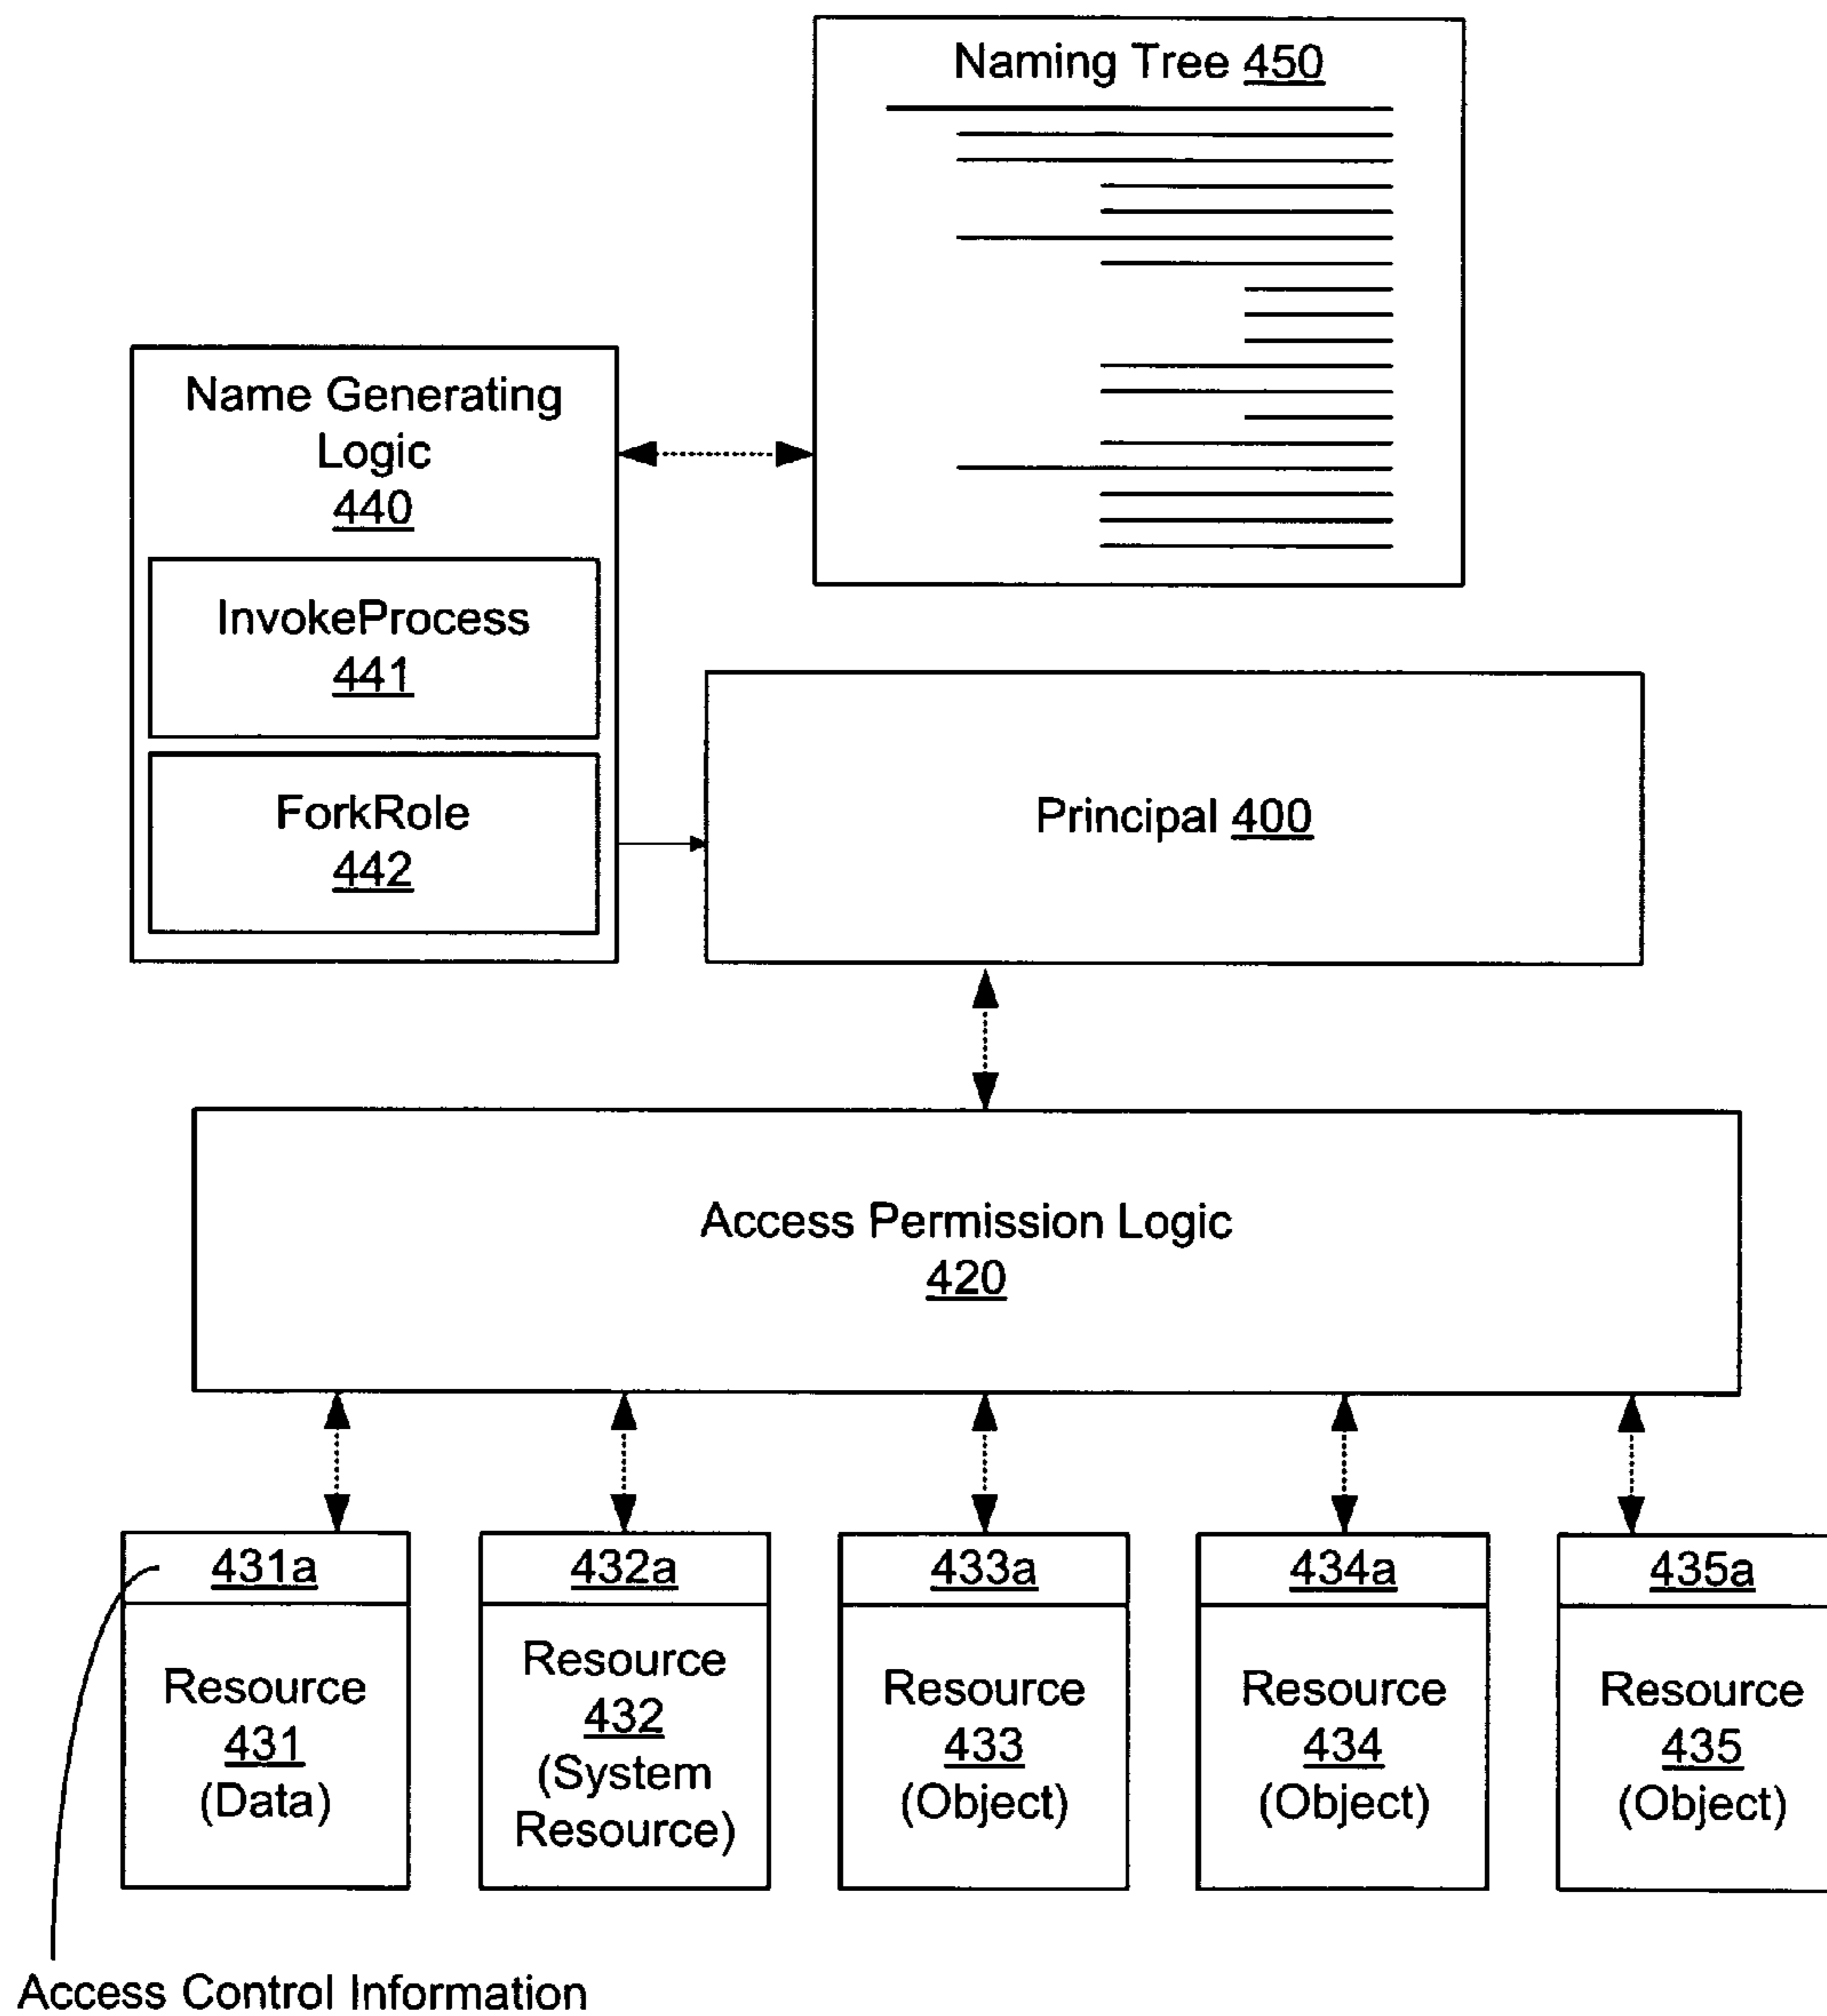 Naming Tree 450
Name Generating
Logic
440
InvokeProcess
441
ForkRole
442
Principal 400
Access Permission Logic
420
431a
Resource
431
(Data)
432a
Resource
432
(System
Resource)
433a
Resource
433
(Object)
434a
Resource
434
(Object)
435a
Resource
435
(Object)
Access Control Information